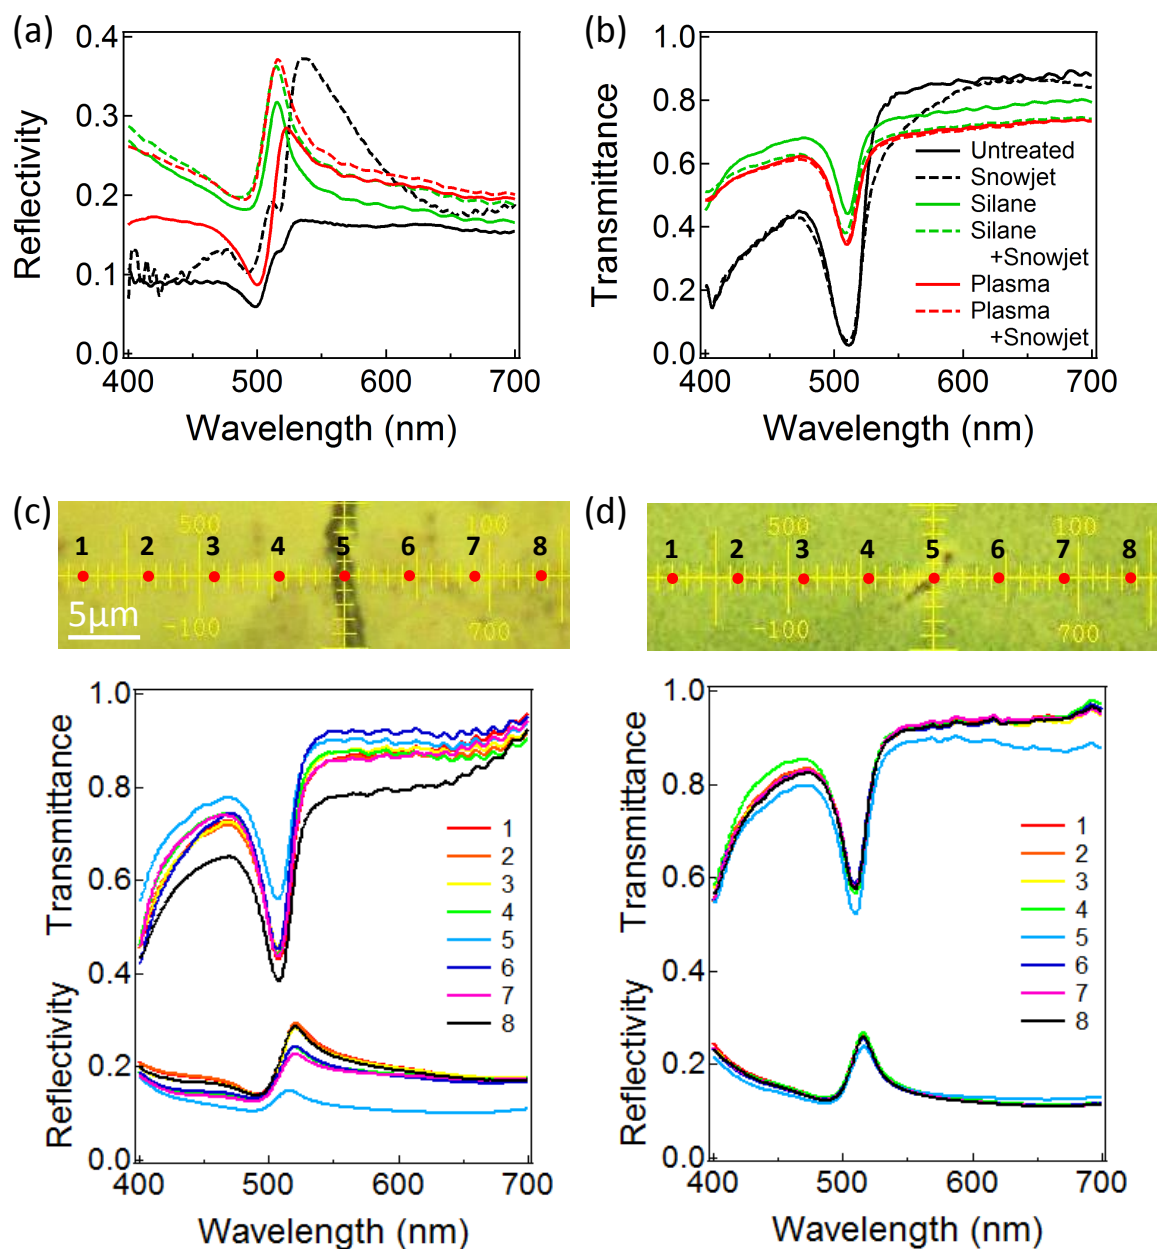 (a)
0.4
0.3
0.2
0.1
0.0
Reflectivity
400
500
600
700
Wavelength (nm)
(b)
1.0
0.8
0.6
0.4
0.2
0.0
Transmittance
Untreated
Snowjet
Silane
Silane
+Snowjet
Plasma
Plasma
+Snowjet
400
500
600
700
Wavelength (nm)
(c)
500
100
1 2 3 4 5 6 7 8
5μm
-100
700
1.0
0.8
0.6
0.4
0.2
0.0
Transmittance
Reflectivity
1
2
3
4
5
6
7
8
400
500
600
700
Wavelength (nm)
(d)
500
100
1 2 3 4 5 6 7 8
-100
700
1.0
0.8
0.6
0.4
0.2
0.0
Transmittance
Reflectivity
1
2
3
4
5
6
7
8
400
500
600
700
Wavelength (nm)